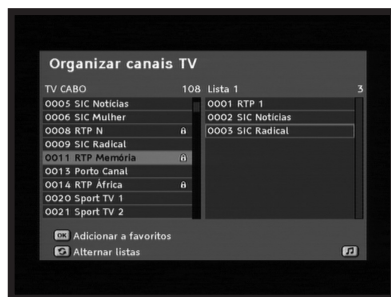 Organizar canais TV
TV CABO 108
0005 SIC Notícias
0006 SIC Mulher
0008 RTP N
0009 SIC Radical
0011 RTP Memória
0013 Porto Canal
0014 RTP África
0020 Sport TV 1
0021 Sport TV 2
Lista 1 3
0001 RTP 1
0002 SIC Notícias
0003 SIC Radical
OK Adicionar a favoritos
Alternar listas